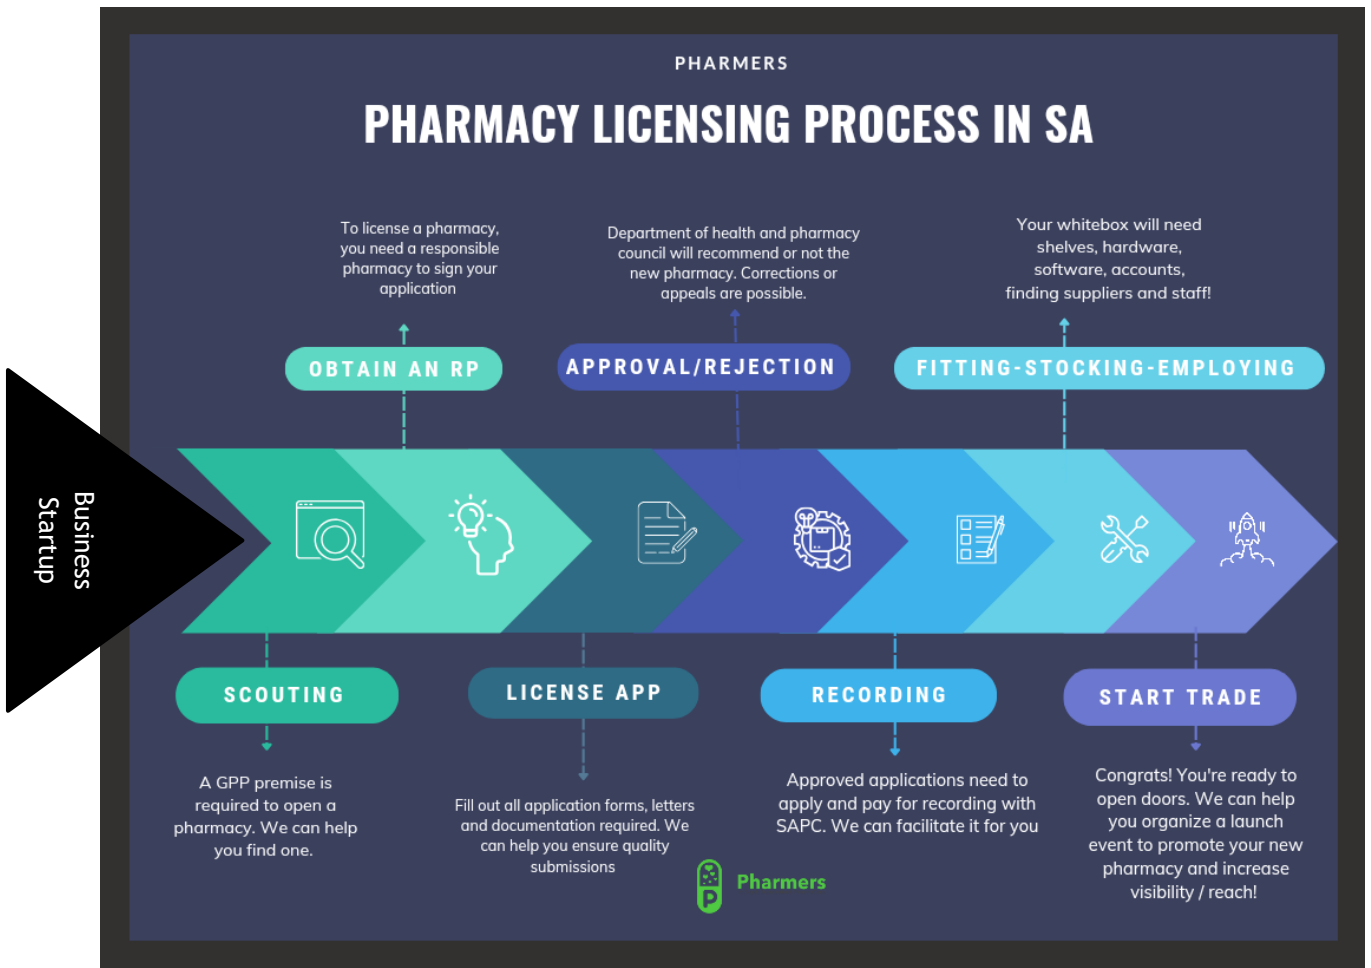 PHARMERS
PHARMACY LICENSING PROCESS IN SA
To license a pharmacy,
you need a responsible
pharmacy to sign your
application
Department of health and pharmacy
council will recommend or not the
new pharmacy. Corrections or
appeals are possible.
Your whitebox will need
shelves, hardware,
software, accounts,
finding suppliers and staff!
OBTAIN AN RP
APPROVAL/REJECTION
FITTING-STOCKING-EMPLOYING
Business
Startup
SCOUTING
LICENSE APP
RECORDING
START TRADE
A GPP premise is
required to open a
pharmacy. We can help
you find one.
Fill out all application forms, letters
and documentation required. We
can help you ensure quality
submissions
Approved applications need to
apply and pay for recording with
SAPC. We can facilitate it for you
Congrats! You're ready to
open doors. We can help
you organize a launch
event to promote your new
pharmacy and increase
visibility / reach!
P
Pharmers